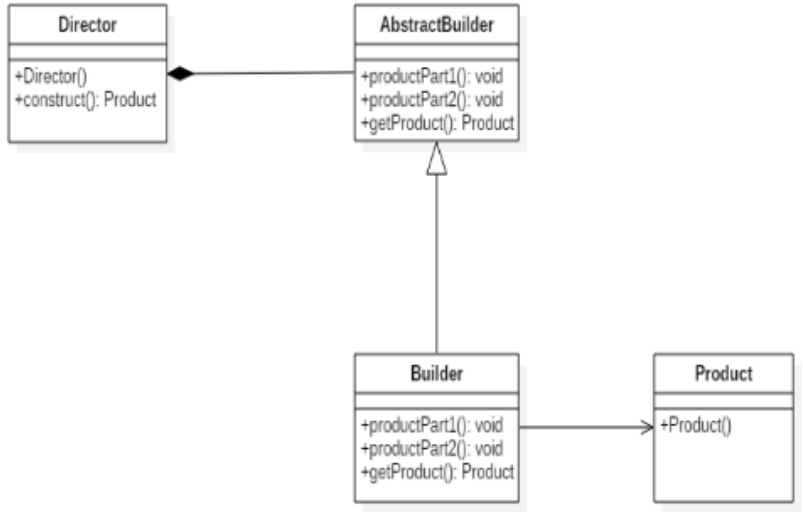 Director
+Director()
+construct(): Product
AbstractBuilder
+productPart1(): void
+productPart2(): void
+getProduct(): Product
Builder
+productPart1(): void
+productPart2(): void
+getProduct(): Product
Product
+Product()